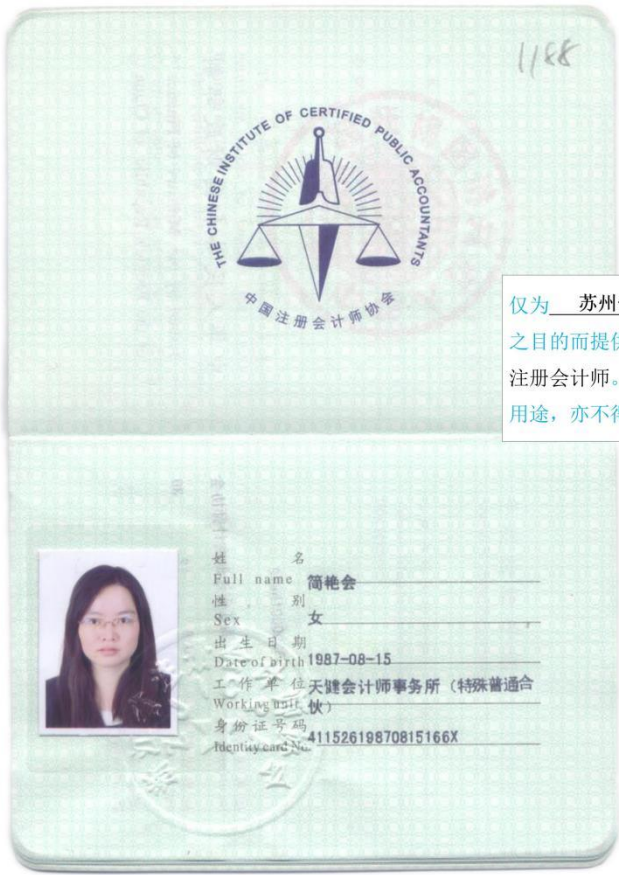 1188
THE CHINESE INSTITUTE OF CERTIFIED PUBLIC ACCOUNTANTS
中国注册会计师协会
仅为 苏州
之目的而提供
注册会计师。
用途，亦不得
姓 名
Full name 简艳会
性 别
Sex 女
出 生 日 期
Date of birth 1987-08-15
工 作 单 位 天健会计师事务所（特殊普通合
Working unit 伙）
身份证号码
Identity card No. 41152619870815166X